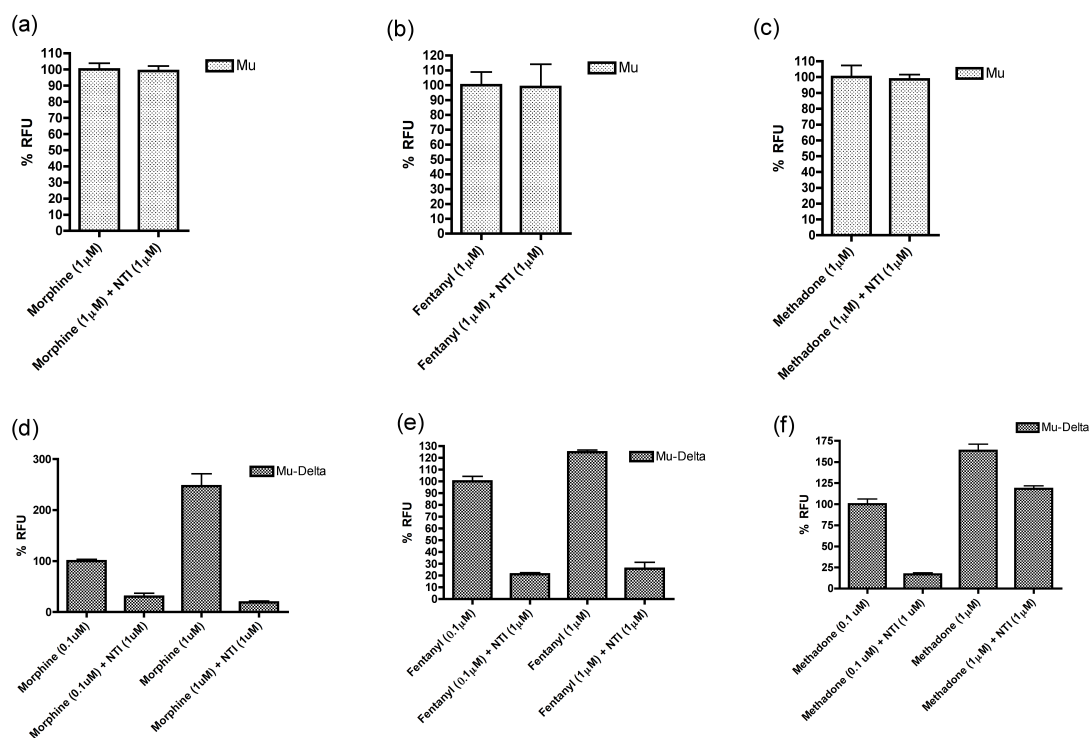 (a)
110
100
90
80
70
60
50
40
30
20
10
0
% RFU
Mu
Morphine (1μM)
Morphine (1μM) + NTI (1μM)
(b)
120
110
100
90
80
70
60
50
40
30
20
10
0
% RFU
Mu
Fentanyl (1μM)
Fentanyl (1μM) + NTI (1μM)
(c)
110
100
90
80
70
60
50
40
30
20
10
0
% RFU
Mu
Methadone (1μM)
Methadone (1μM) + NTI (1μM)
(d)
300
200
100
0
% RFU
Mu-Delta
Morphine (0.1uM)
Morphine (0.1uM) + NTI (1uM)
Morphine (1uM)
Morphine (1uM) + NTI (1uM)
(e)
130
120
110
100
90
80
70
60
50
40
30
20
10
0
% RFU
Mu-Delta
Fentanyl (0.1μM)
Fentanyl (0.1μM) + NTI (1μM)
Fentanyl (1μM)
Fentanyl (1μM) + NTI (1μM)
(f)
175
150
125
100
75
50
25
0
% RFU
Mu-Delta
Methadone (0.1 uM)
Methadone (0.1 uM) + NTI (1 uM)
Methadone (1μM)
Methadone (1μM) + NTI (1μM)